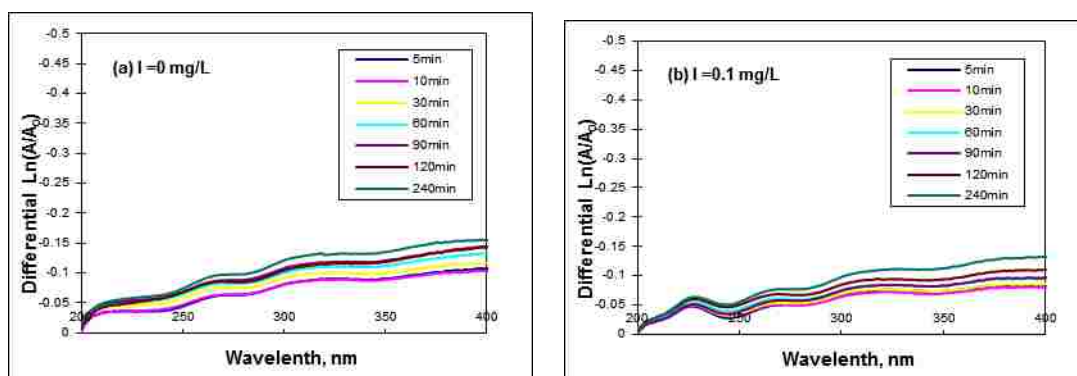 -0.5
-0.45
-0.4
-0.35
-0.3
-0.25
-0.2
-0.15
-0.1
-0.05
0
Differential Ln(A/A0)
(a) I =0 mg/L
5min
10min
30min
60min
90min
120min
240min
200 250 300 350 400
Wavelenth, nm
-0.5
-0.45
-0.4
-0.35
-0.3
-0.25
-0.2
-0.15
-0.1
-0.05
0
Differential Ln(A/A0)
(b) I =0.1 mg/L
5min
10min
30min
60min
90min
120min
240min
200 250 300 350 400
Wavelenth, nm